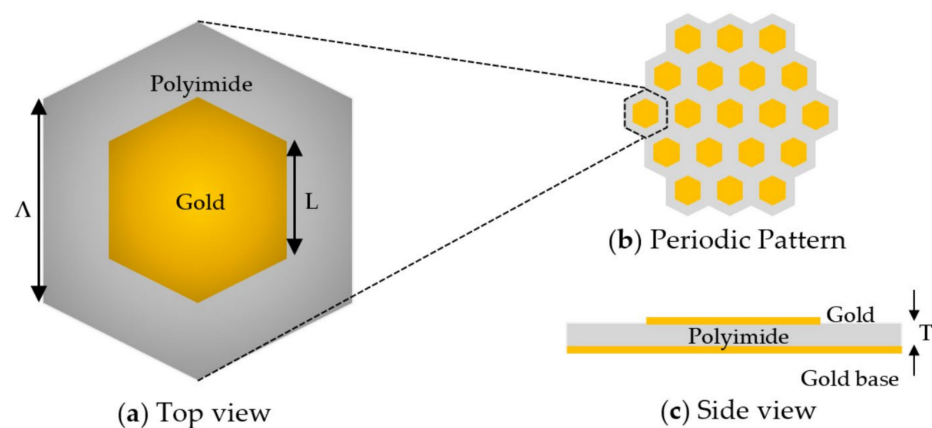 Polyimide
Λ
Gold
L
(a) Top view
(b) Periodic Pattern
Gold
Polyimide
T
Gold base
(c) Side view